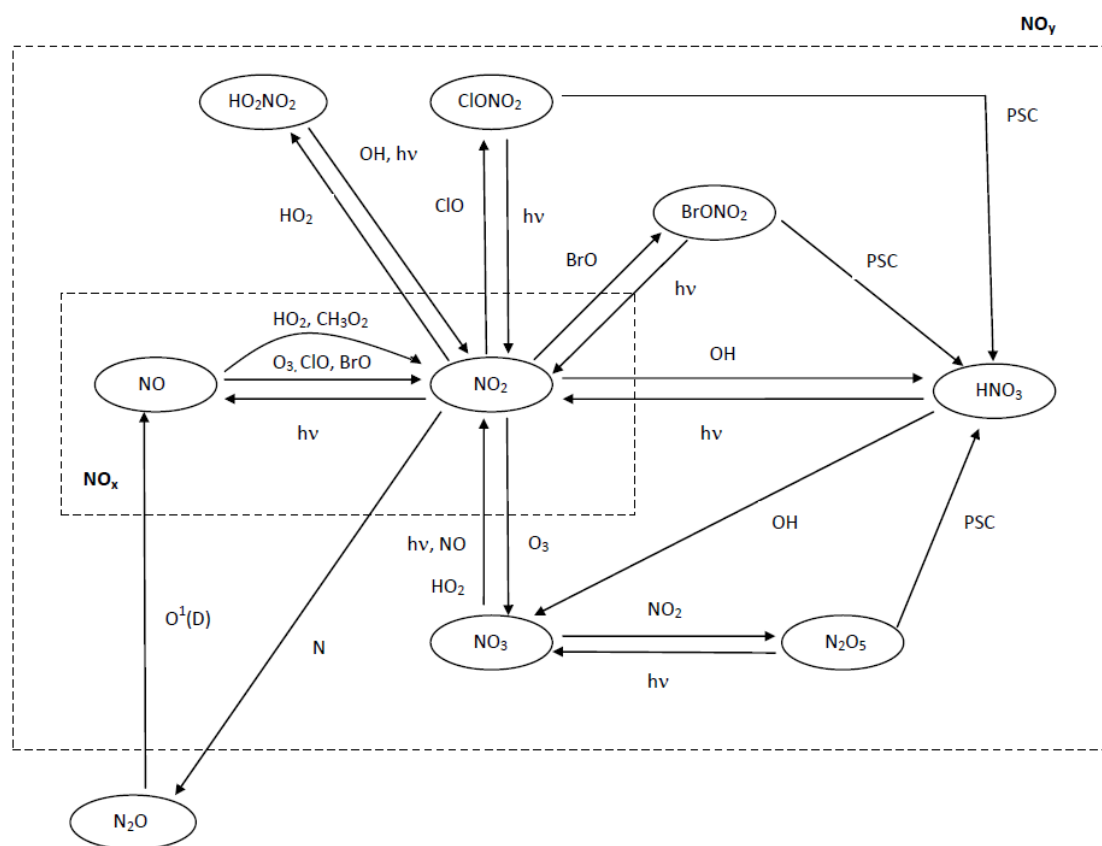 NOy
HO2NO2
ClONO2
PSC
OH, hν
HO2
ClO
hν
BrONO2
BrO
PSC
hν
HO2, CH3O2
O3, ClO, BrO
OH
NO
NO2
HNO3
hν
hν
NOx
hν, NO
O3
OH
PSC
HO2
NO2
O1(D)
N
NO3
N2O5
hν
N2O